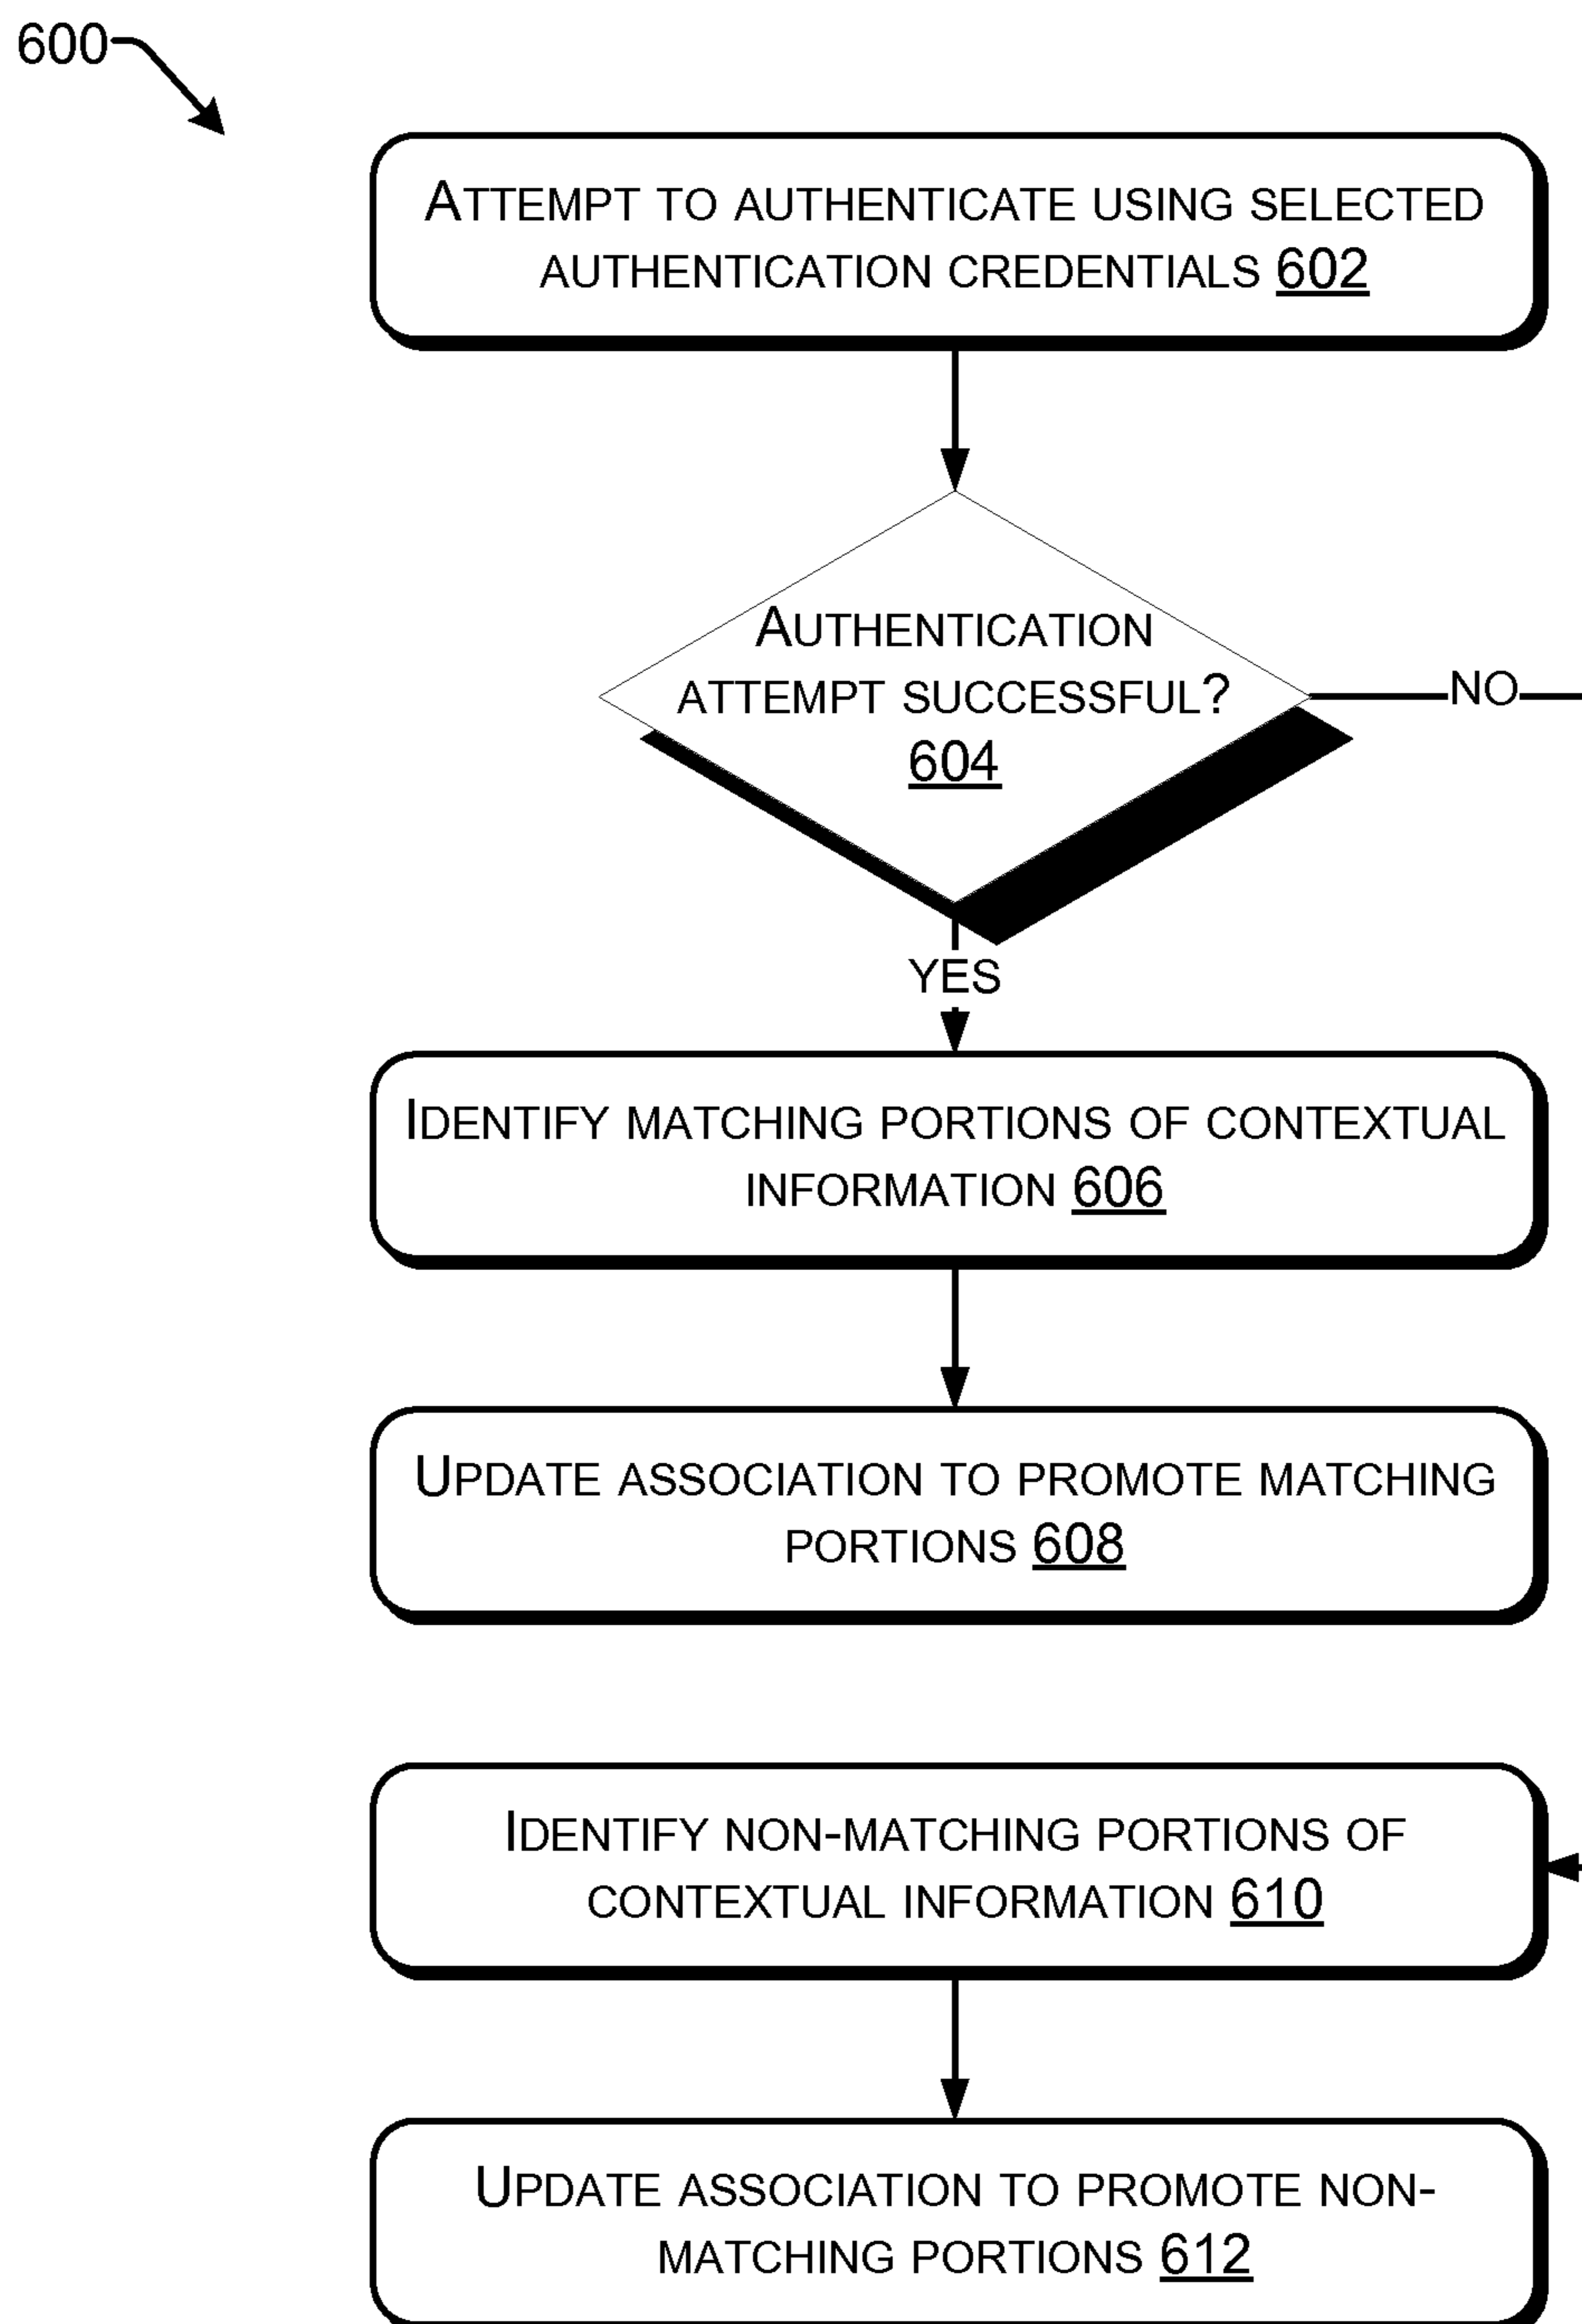 600
ATTEMPT TO AUTHENTICATE USING SELECTED
AUTHENTICATION CREDENTIALS 602
AUTHENTICATION
ATTEMPT SUCCESSFUL?
604
NO
YES
IDENTIFY MATCHING PORTIONS OF CONTEXTUAL
INFORMATION 606
UPDATE ASSOCIATION TO PROMOTE MATCHING
PORTIONS 608
IDENTIFY NON-MATCHING PORTIONS OF
CONTEXTUAL INFORMATION 610
UPDATE ASSOCIATION TO PROMOTE NON-
MATCHING PORTIONS 612